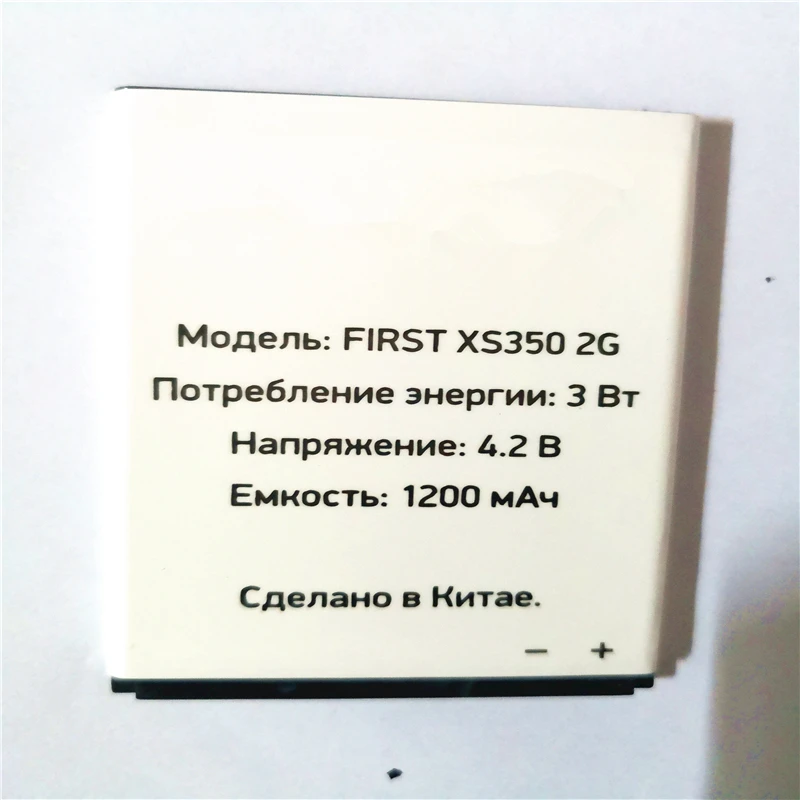 Модель: FIRST XS350 2G
Потребление энергии: 3 Вт
Напряжение: 4.2 В
Емкость: 1200 мАч
Сделано в Китае.
– +